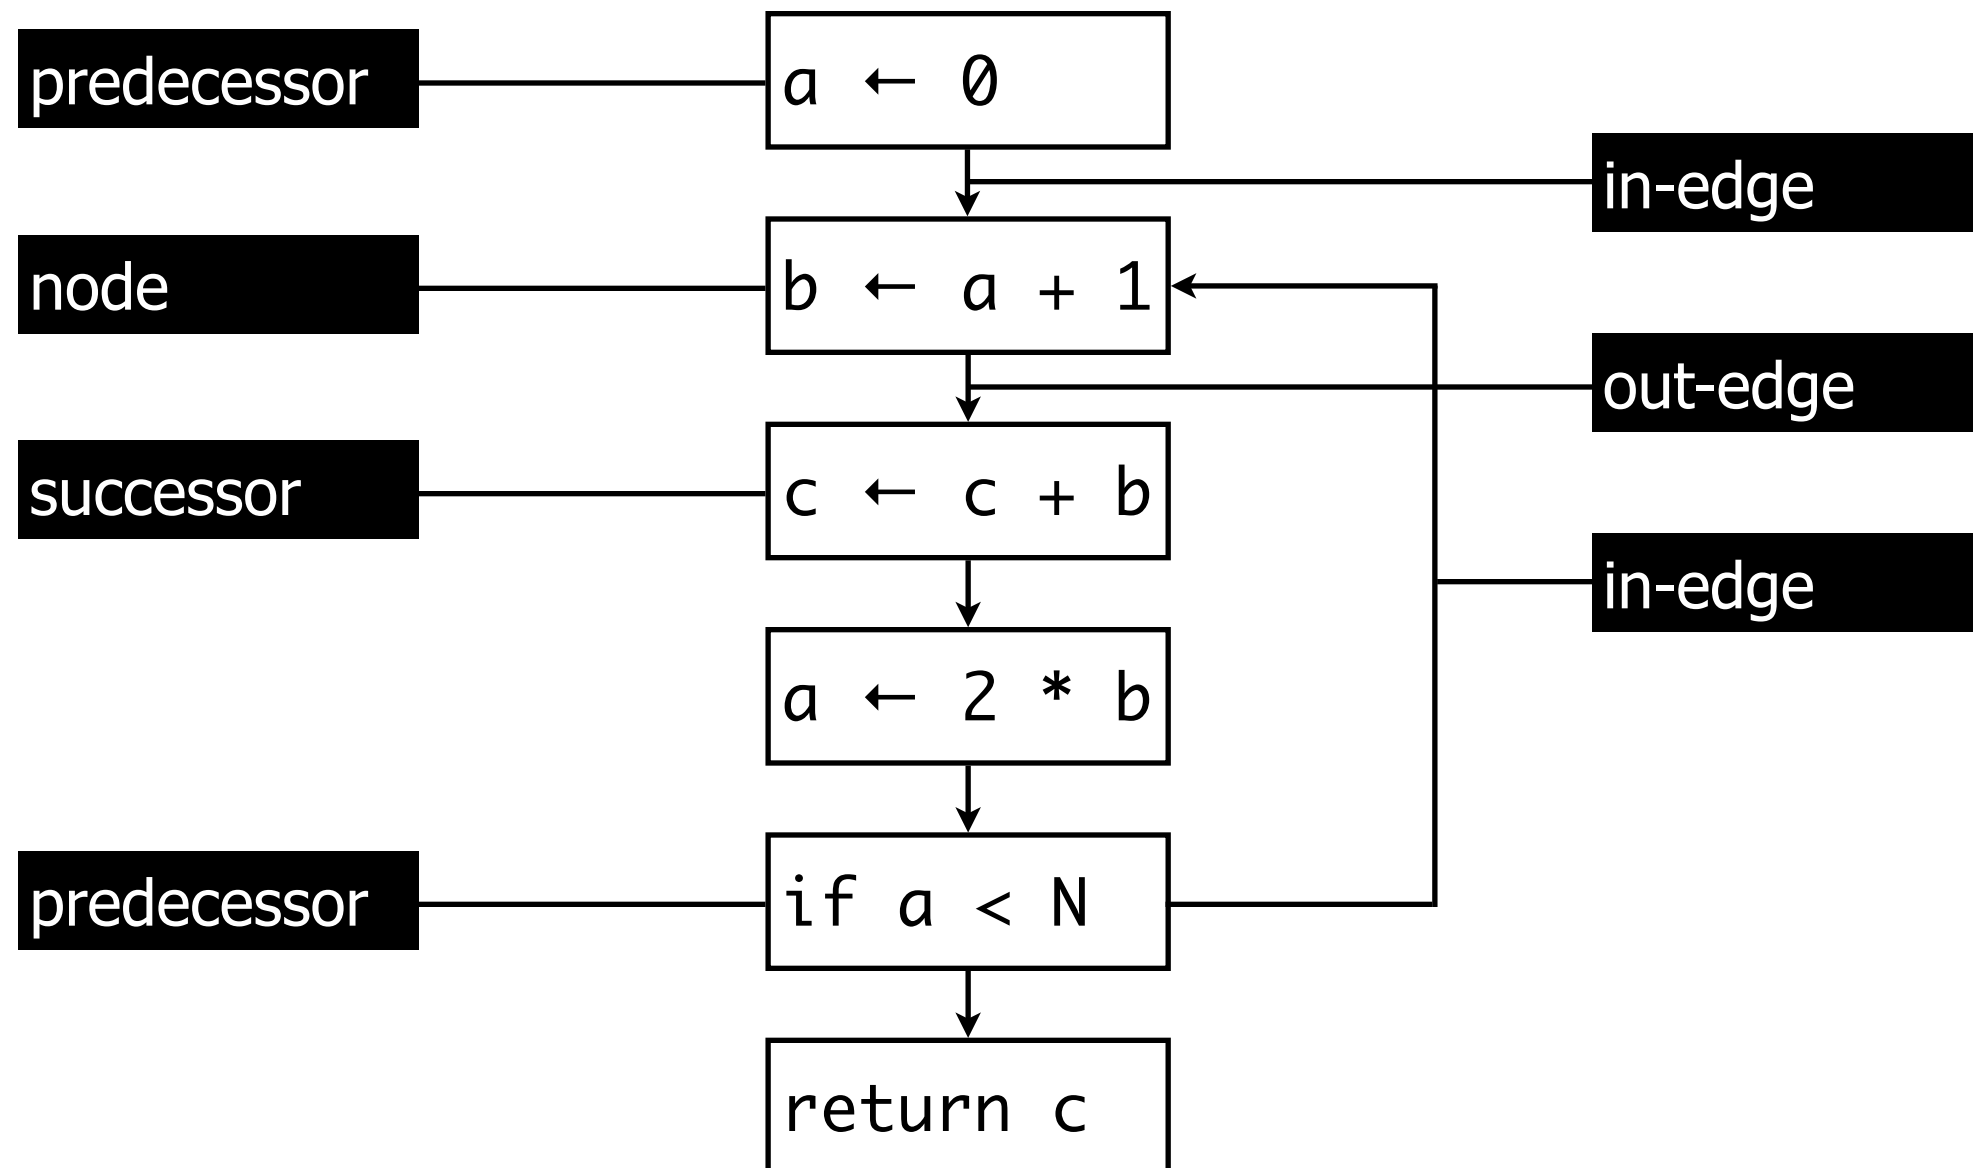 predecessor
a ← 0
in-edge
node
b ← a + 1
out-edge
successor
c ← c + b
in-edge
a ← 2 * b
predecessor
if a < N
return c